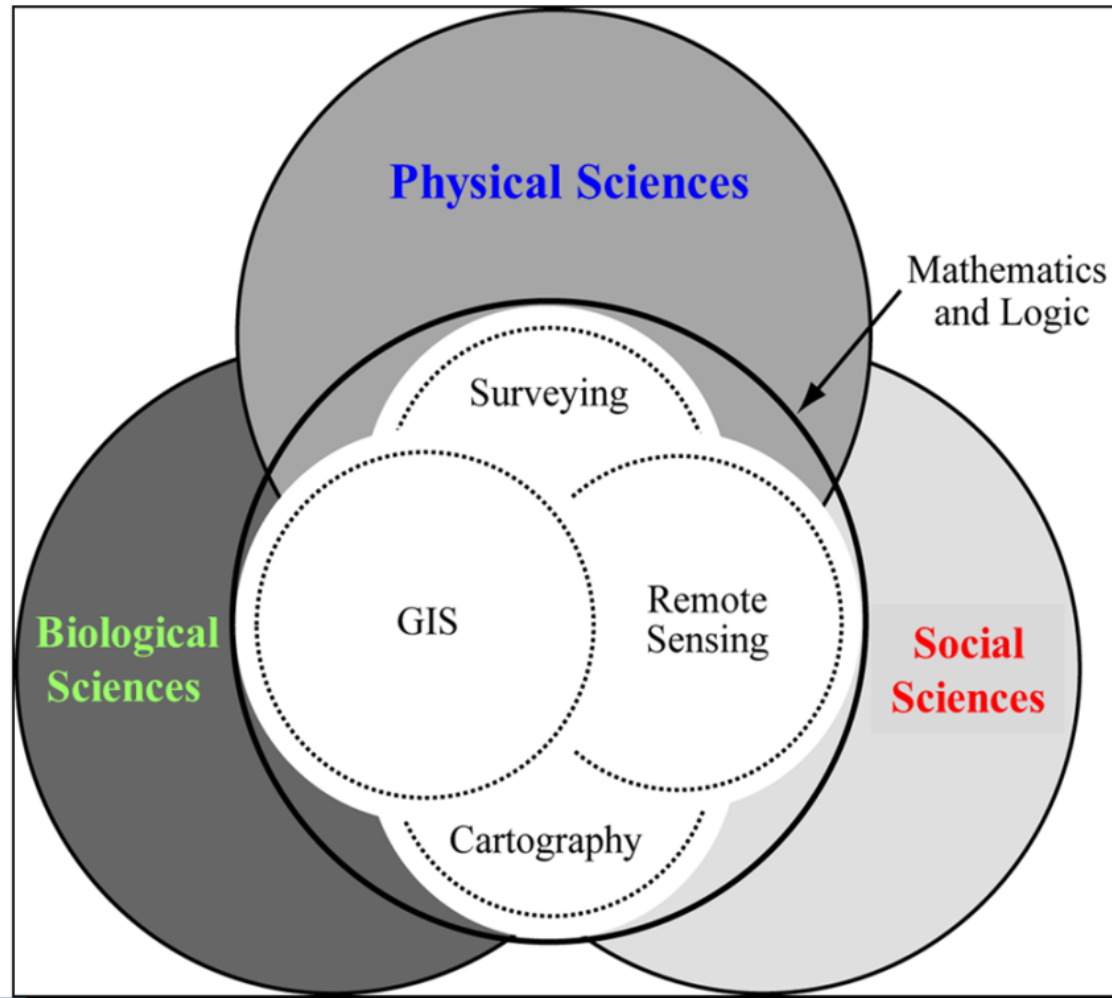 Physical Sciences
Mathematics
and Logic
Surveying
GIS
Remote
Sensing
Biological
Sciences
Social
Sciences
Cartography